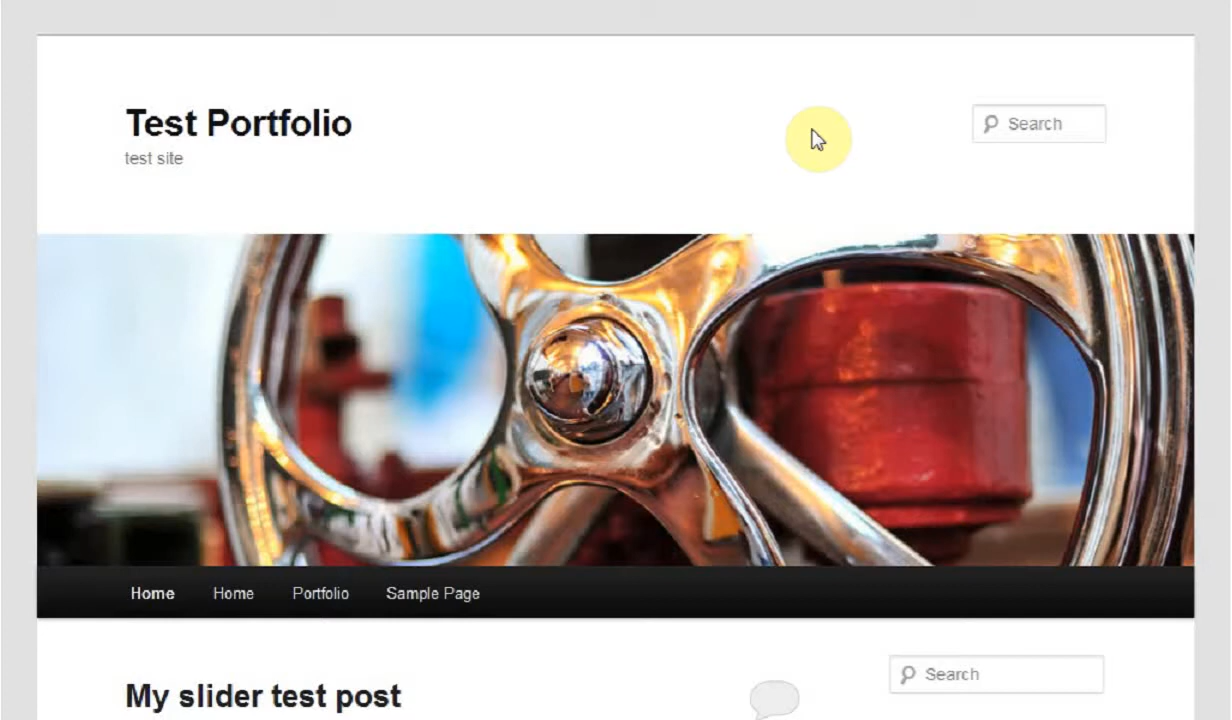 Test Portfolio
test site
Search
Home Home Portfolio Sample Page
Search
My slider test post